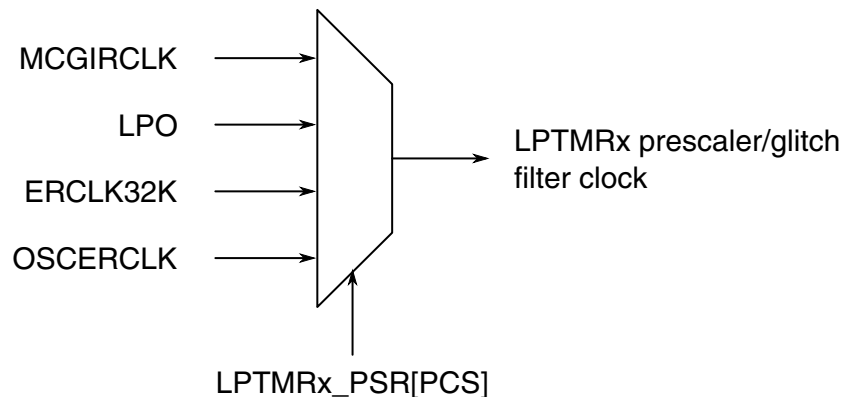 MCGIRCLK
LPO
ERCLK32K
OSCERCLK
LPTMRx prescaler/glitch
filter clock
LPTMRx_PSR[PCS]